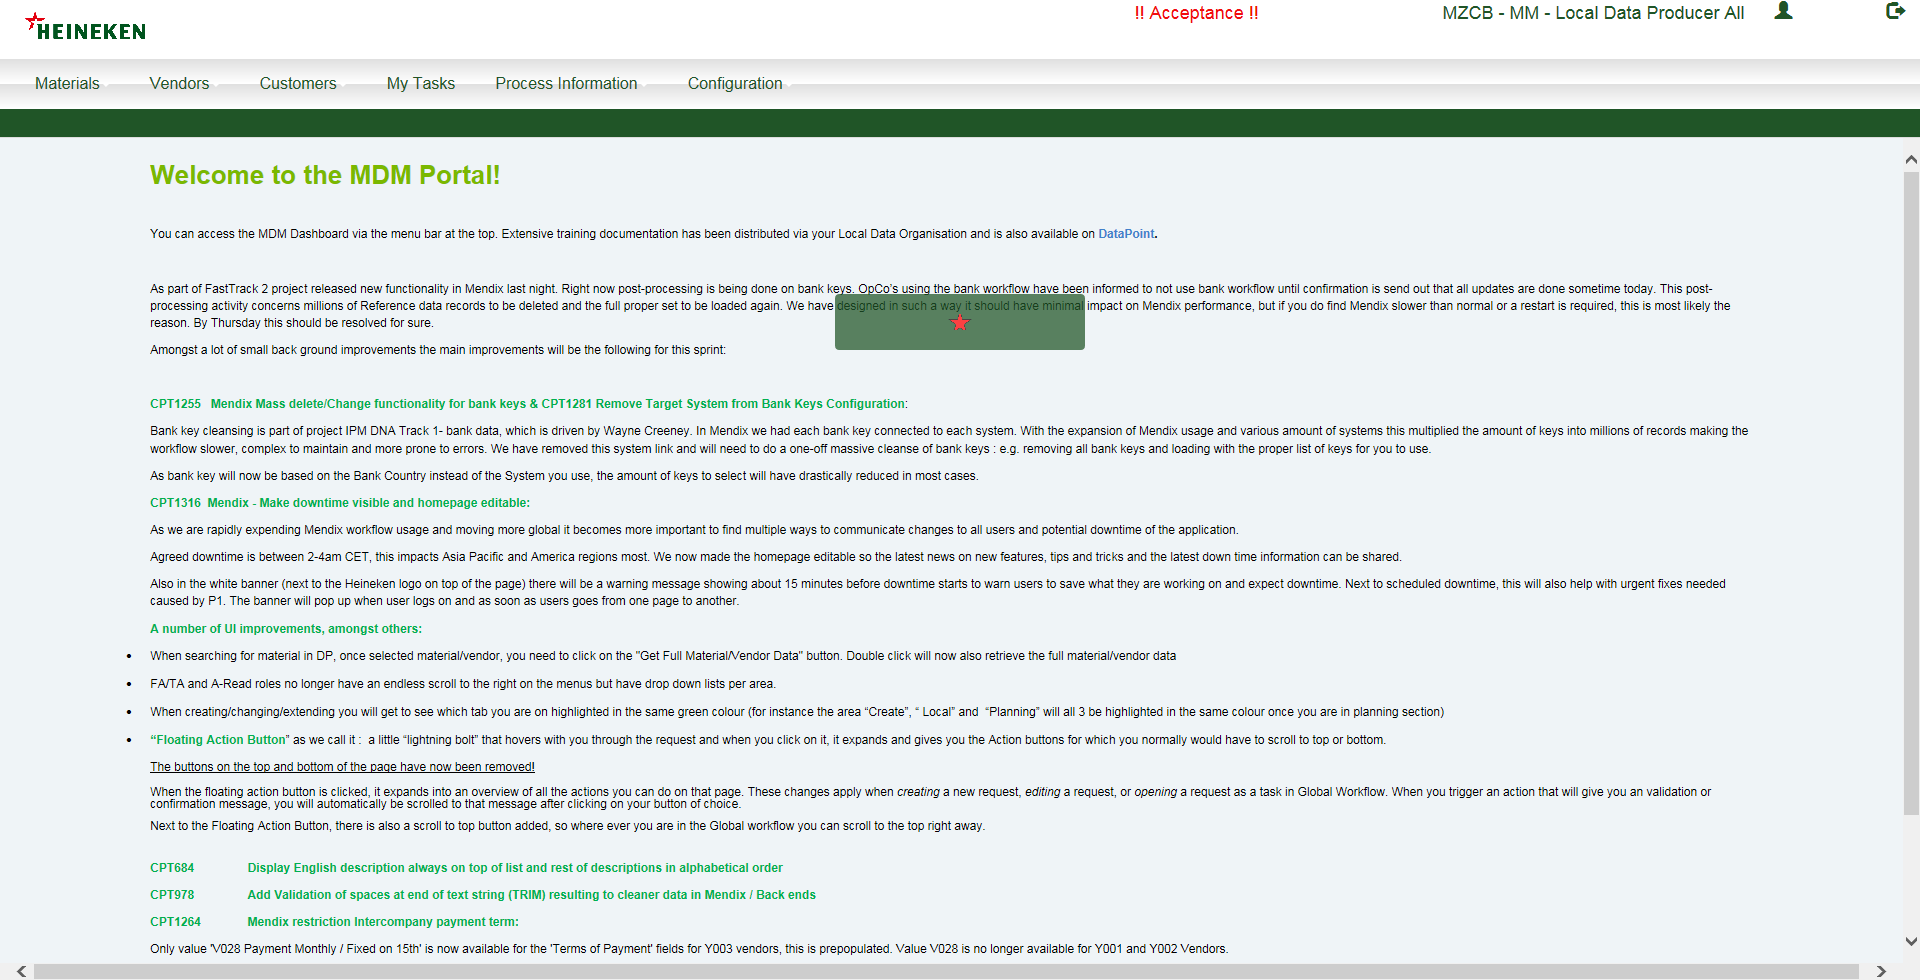 HEINEKEN
!! Acceptance !!
MZCB - MM - Local Data Producer All
Materials Vendors Customers My Tasks Process Information Configuration
Welcome to the MDM Portal!
You can access the MDM Dashboard via the menu bar at the top. Extensive training documentation has been distributed via your Local Data Organisation and is also available on DataPoint.
As part of FastTrack 2 project released new functionality in Mendix last night. Right now post-processing is being done on bank keys. OpCo's using the bank workflow have been informed to not use bank workflow until confirmation is send out that all updates are done sometime today. This post-
processing activity concerns millions of Reference data records to be deleted and the full proper set to be loaded again. We have designed in such a way it should have minimal impact on Mendix performance, but if you do find Mendix slower than normal or a restart is required, this is most likely the
reason. By Thursday this should be resolved for sure.
Amongst a lot of small back ground improvements the main improvements will be the following for this sprint:
CPT1255 Mendix Mass delete/Change functionality for bank keys & CPT1281 Remove Target System from Bank Keys Configuration:
Bank key cleansing is part of project IPM DNA Track 1- bank data, which is driven by Wayne Creeney. In Mendix we had each bank key connected to each system. With the expansion of Mendix usage and various amount of systems this multiplied the amount of keys into millions of records making the
workflow slower, complex to maintain and more prone to errors. We have removed this system link and will need to do a one-off massive cleanse of bank keys : e.g. removing all bank keys and loading with the proper list of keys for you to use.
As bank key will now be based on the Bank Country instead of the System you use, the amount of keys to select will have drastically reduced in most cases.
CPT1316 Mendix - Make downtime visible and homepage editable:
As we are rapidly expending Mendix workflow usage and moving more global it becomes more important to find multiple ways to communicate changes to all users and potential downtime of the application.
Agreed downtime is between 2-4am CET, this impacts Asia Pacific and America regions most. We now made the homepage editable so the latest news on new features, tips and tricks and the latest down time information can be shared.
Also in the white banner (next to the Heineken logo on top of the page) there will be a warning message showing about 15 minutes before downtime starts to warn users to save what they are working on and expect downtime. Next to scheduled downtime, this will also help with urgent fixes needed
caused by P1. The banner will pop up when user logs on and as soon as users goes from one page to another.
A number of UI improvements, amongst others:
• When searching for material in DP, once selected material/vendor, you need to click on the "Get Full Material/Vendor Data" button. Double click will now also retrieve the full material/vendor data
• FA/TA and A-Read roles no longer have an endless scroll to the right on the menus but have drop down lists per area.
• When creating/changing/extending you will get to see which tab you are on highlighted in the same green colour (for instance the area “Create”, “ Local” and “Planning” will all 3 be highlighted in the same colour once you are in planning section)
• “Floating Action Button” as we call it : a little “lightning bolt” that hovers with you through the request and when you click on it, it expands and gives you the Action buttons for which you normally would have to scroll to top or bottom.
The buttons on the top and bottom of the page have now been removed!
When the floating action button is clicked, it expands into an overview of all the actions you can do on that page. These changes apply when creating a new request, editing a request, or opening a request as a task in Global Workflow. When you trigger an action that will give you an validation or
confirmation message, you will automatically be scrolled to that message after clicking on your button of choice.
Next to the Floating Action Button, there is also a scroll to top button added, so where ever you are in the Global workflow you can scroll to the top right away.
CPT684 Display English description always on top of list and rest of descriptions in alphabetical order
CPT978 Add Validation of spaces at end of text string (TRIM) resulting to cleaner data in Mendix / Back ends
CPT1264 Mendix restriction Intercompany payment term:
Only value 'V028 Payment Monthly / Fixed on 15th' is now available for the 'Terms of Payment' fields for Y003 vendors, this is prepopulated. Value V028 is no longer available for Y001 and Y002 Vendors.